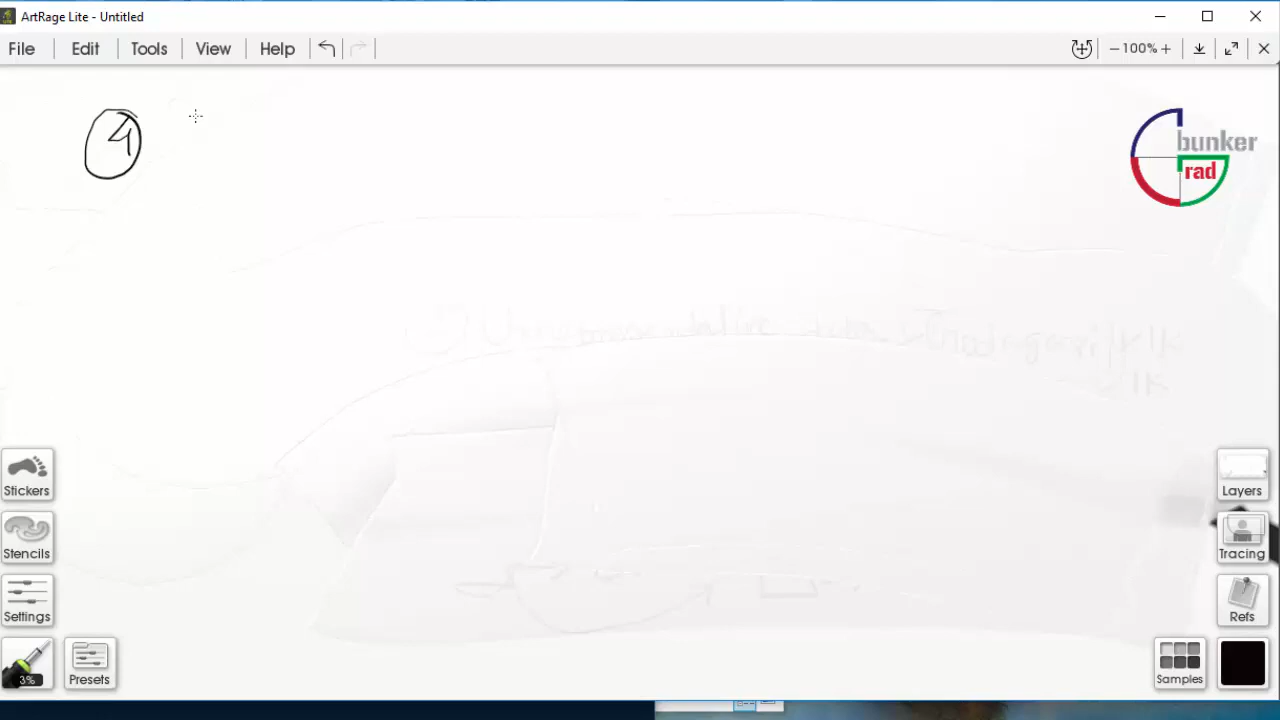 ArtRage Lite - Untitled
File Edit Tools View Help 100%
4
bunker
rad
Stickers
Layers
Stencils
Tracing
Settings
Refs
3%
Presets
Samples